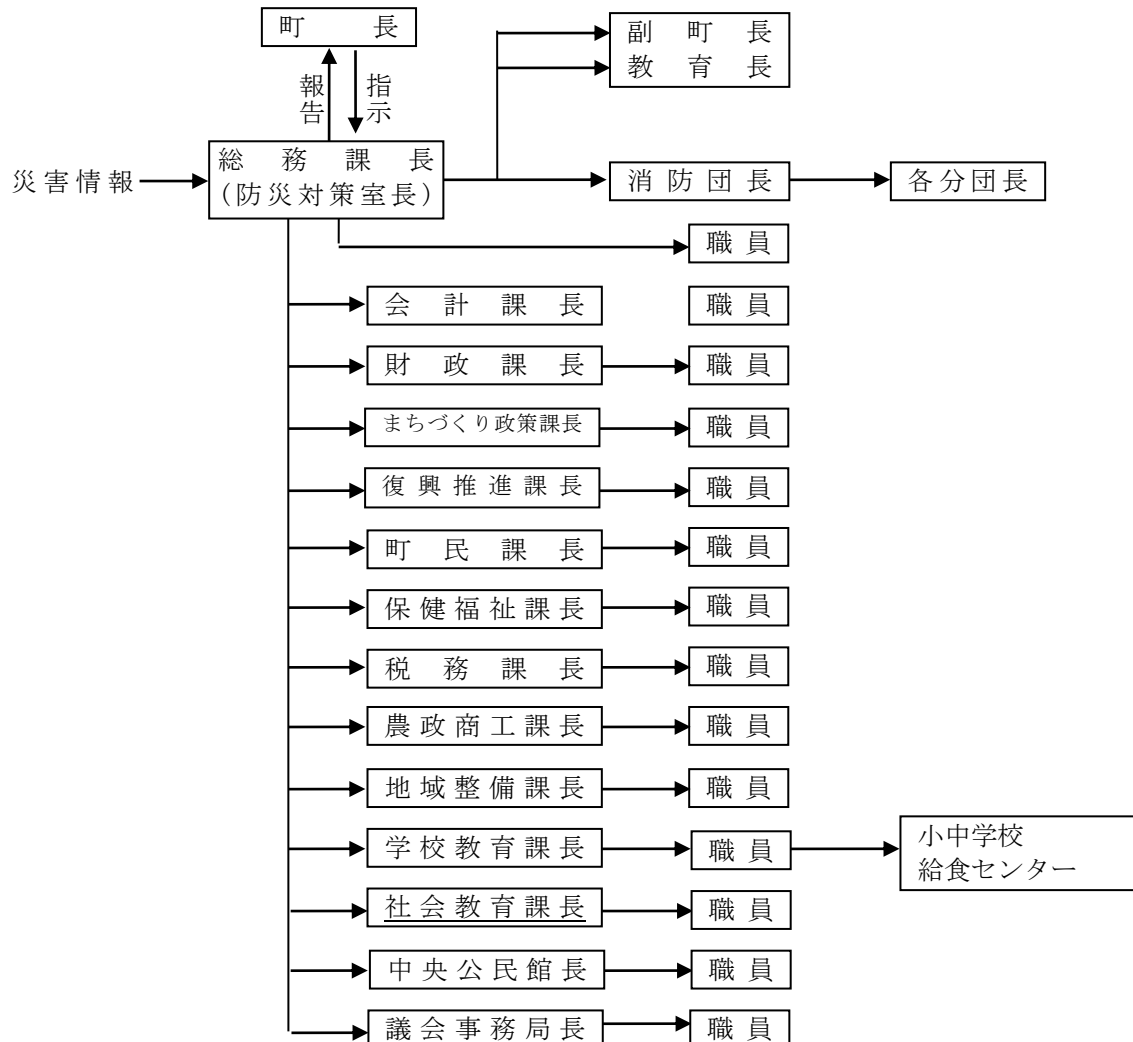 町長
副町長
教育長
報告
指示
災害情報
総務課長
(防災対策室長)
消防団長
各分団長
職員
会計課長
職員
財政課長
職員
まちづくり政策課長
職員
復興推進課長
職員
町民課長
職員
保健福祉課長
職員
税務課長
職員
農政商工課長
職員
地域整備課長
職員
学校教育課長
職員
小中学校
給食センター
社会教育課長
職員
中央公民館長
職員
議会事務局長
職員